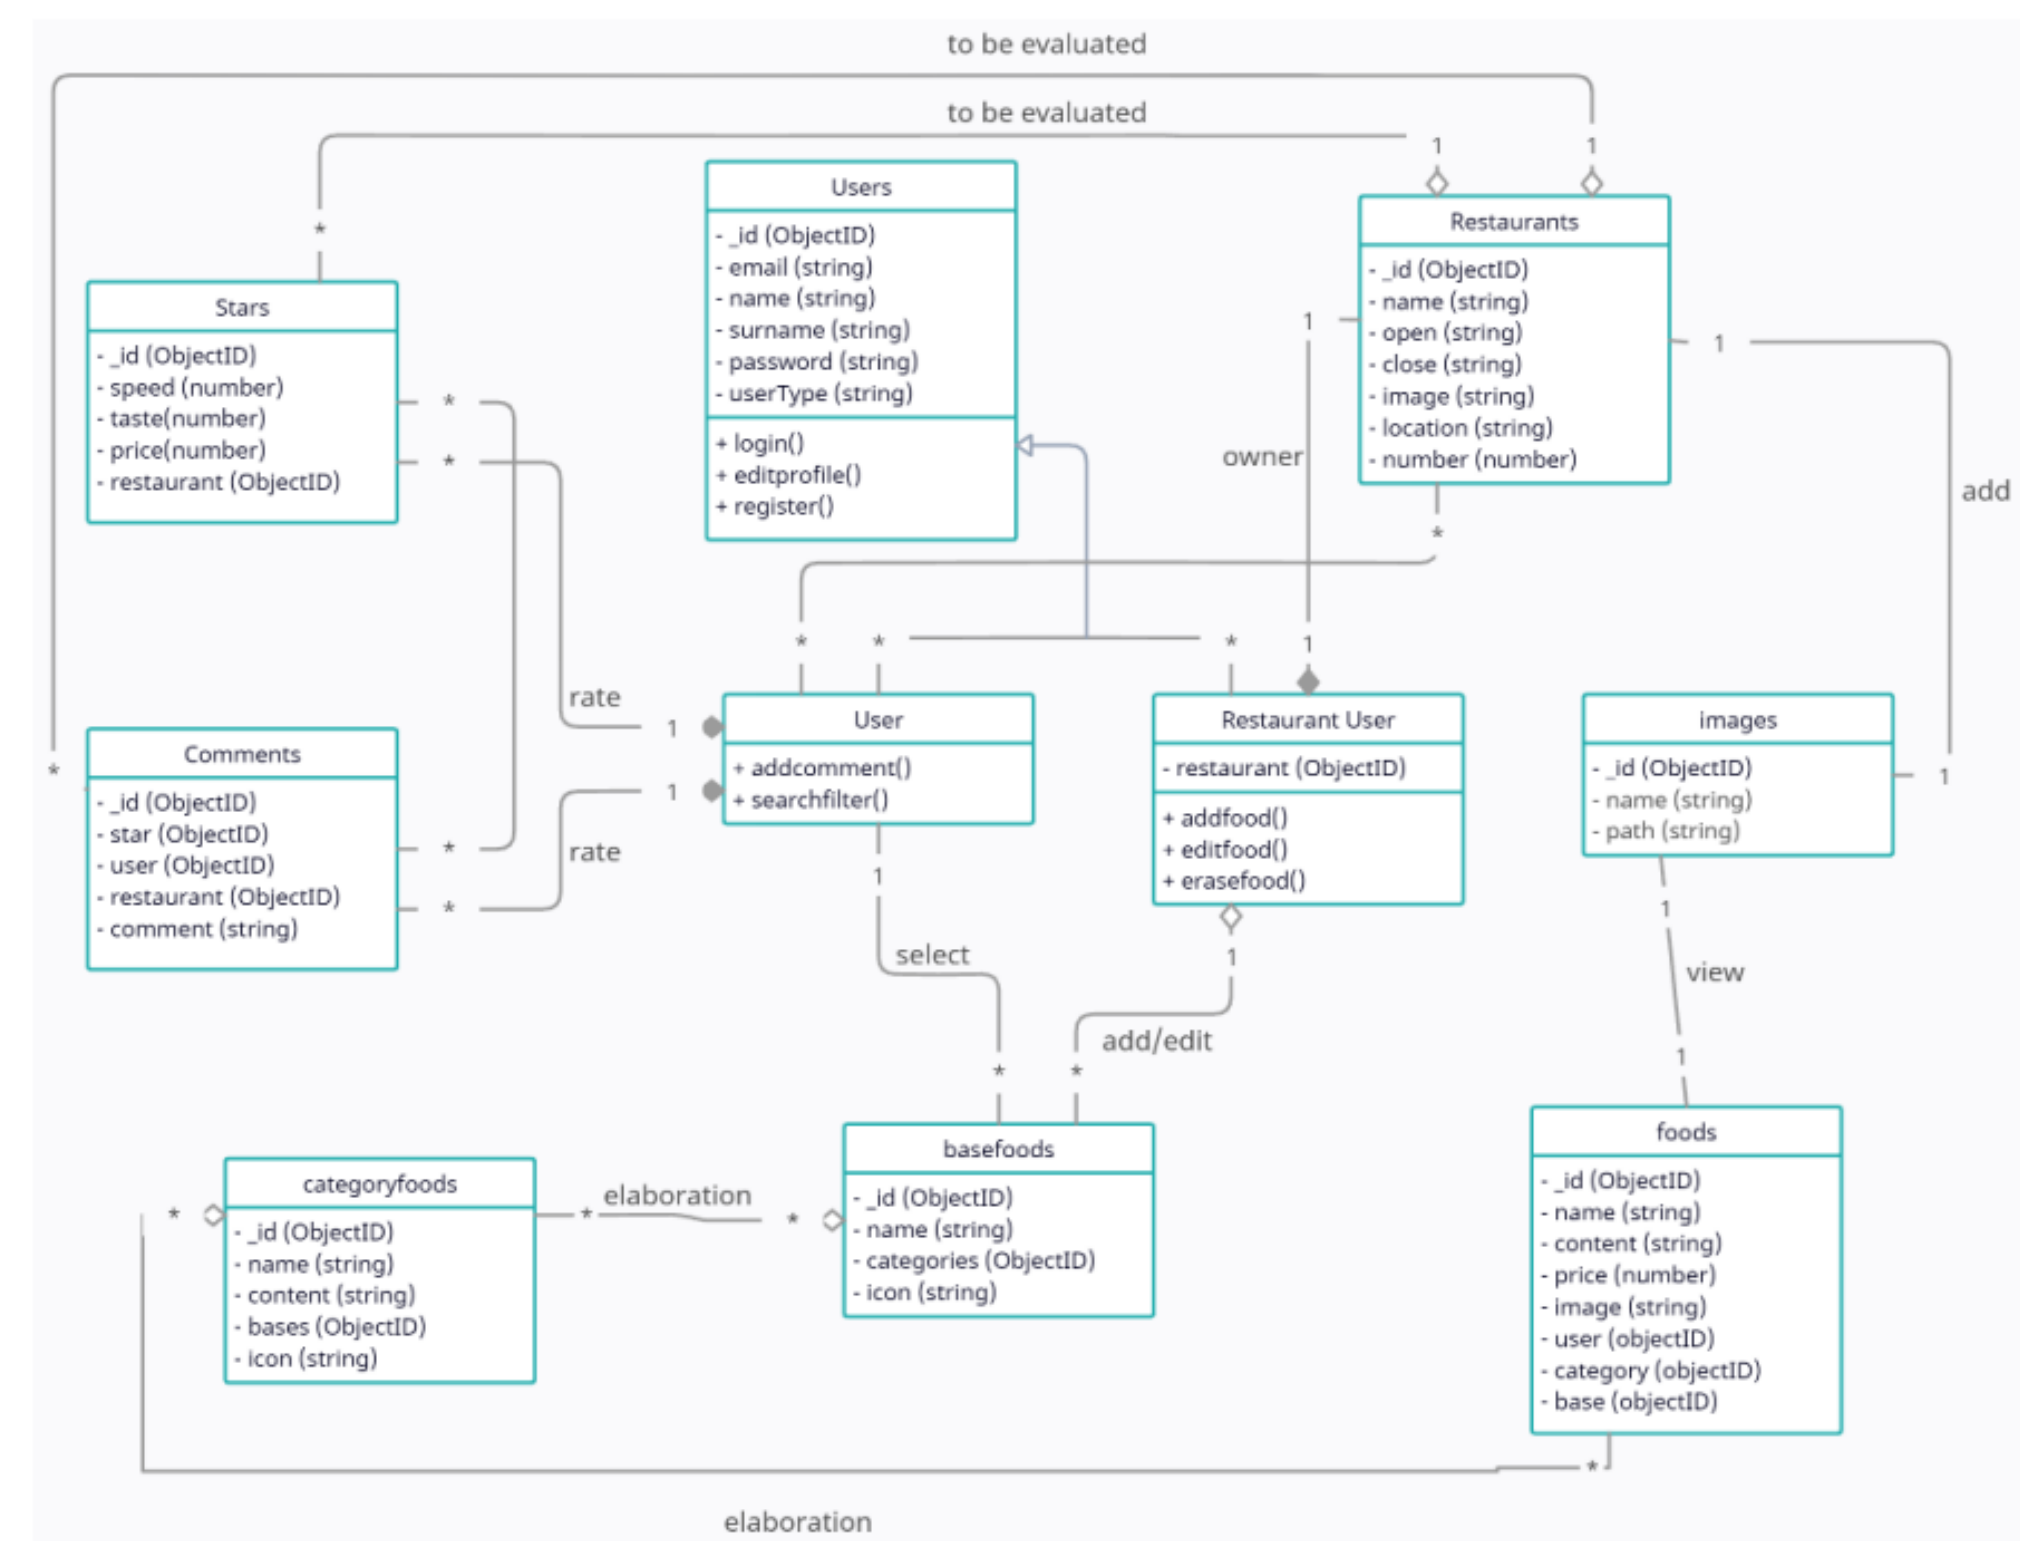 to be evaluated
to be evaluated
1
1
*
Users
- _id (ObjectID)
- email (string)
- name (string)
- surname (string)
- password (string)
- userType (string)
+ login()
+ editprofile()
+ register()
Restaurants
- _id (ObjectID)
- name (string)
- open (string)
- close (string)
- image (string)
- location (string)
- number (number)
1
1
owner
add
*
Stars
- _id (ObjectID)
- speed (number)
- taste(number)
- price(number)
- restaurant (ObjectID)
*
*
*
*
*
1
rate
1
*
Comments
- _id (ObjectID)
- star (ObjectID)
- user (ObjectID)
- restaurant (ObjectID)
- comment (string)
*
*
1
rate
User
+ addcomment()
+ searchfilter()
Restaurant User
- restaurant (ObjectID)
+ addfood()
+ editfood()
+ erasefood()
images
- _id (ObjectID)
- name (string)
- path (string)
1
1
select
1
add/edit
1
view
1
*
*
categoryfoods
- _id (ObjectID)
- name (string)
- content (string)
- bases (ObjectID)
- icon (string)
*
* elaboration *
basefoods
- _id (ObjectID)
- name (string)
- categories (ObjectID)
- icon (string)
foods
- _id (ObjectID)
- name (string)
- content (string)
- price (number)
- image (string)
- user (objectID)
- category (objectID)
- base (objectID)
*
elaboration